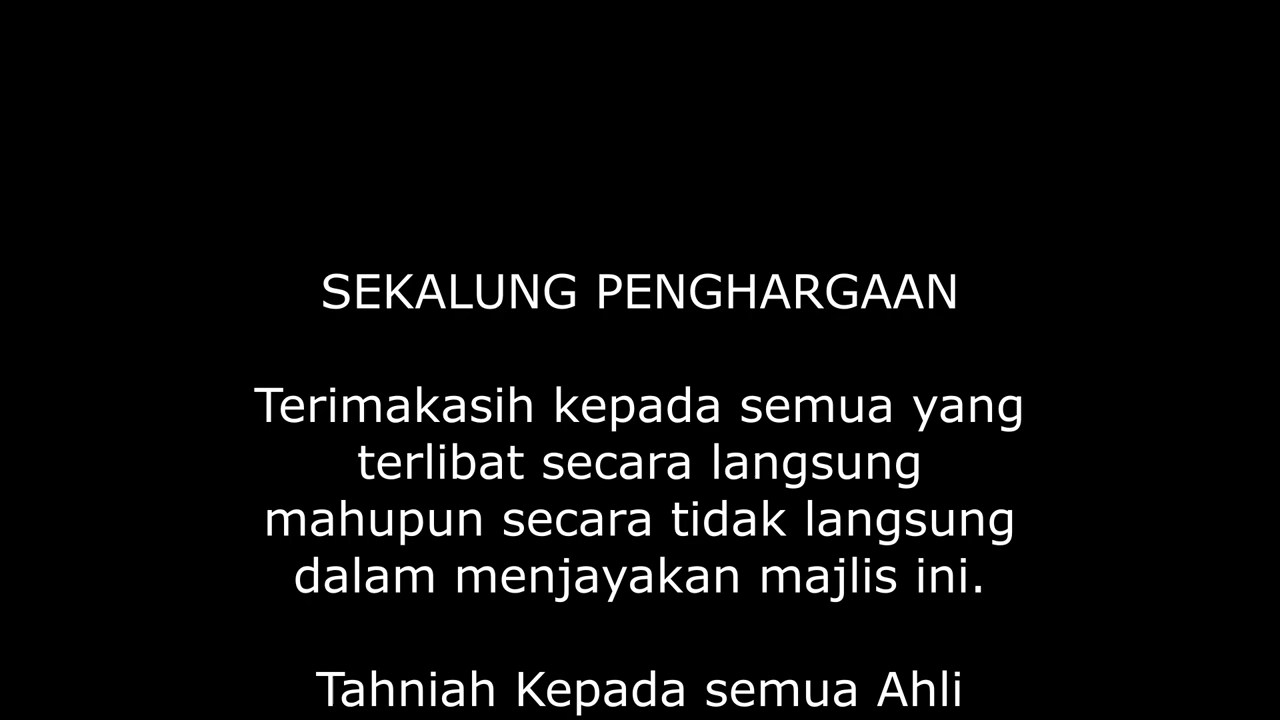 SEKALUNG PENGHARGAAN
Terimakasih kepada semua yang
terlibat secara langsung
mahupun secara tidak langsung
dalam menjayakan majlis ini.
Tahniah Kepada semua Ahli